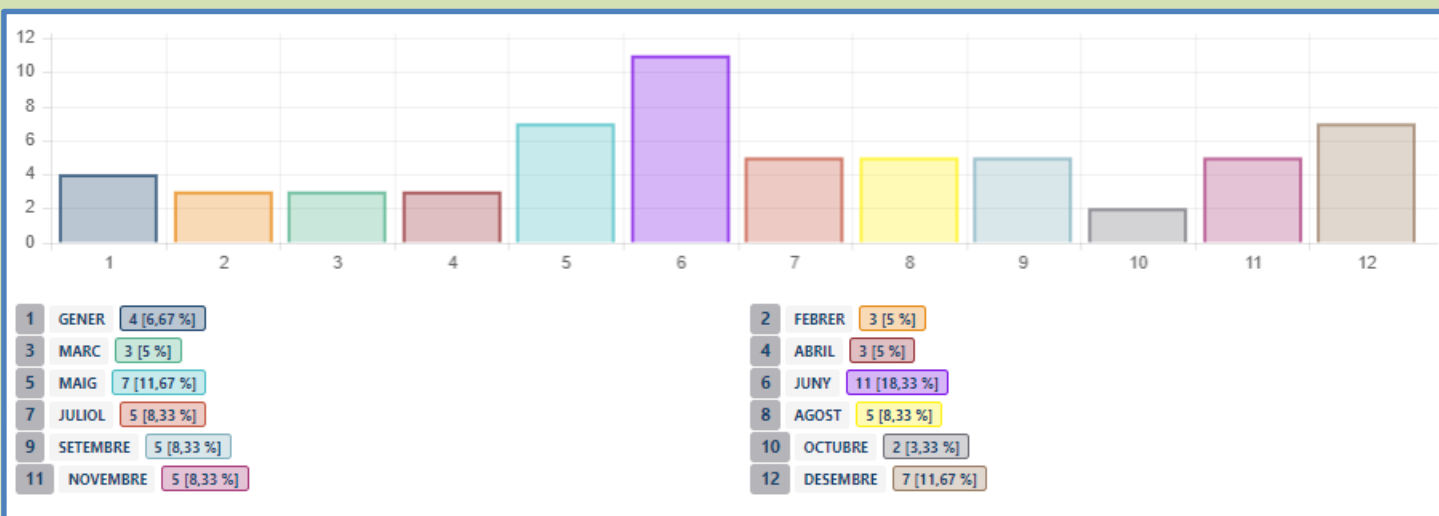 12
10
8
6
4
2
0
1 2 3 4 5 6 7 8 9 10 11 12
1 GENER 4 [6,67 %]
2 FEBRER 3 [5 %]
3 MARC 3 [5 %]
4 ABRIL 3 [5 %]
5 MAIG 7 [11,67 %]
6 JUNY 11 [18,33 %]
7 JULIOL 5 [8,33 %]
8 AGOST 5 [8,33 %]
9 SETEMBRE 5 [8,33 %]
10 OCTUBRE 2 [3,33 %]
11 NOVEMBRE 5 [8,33 %]
12 DESEMBRE 7 [11,67 %]